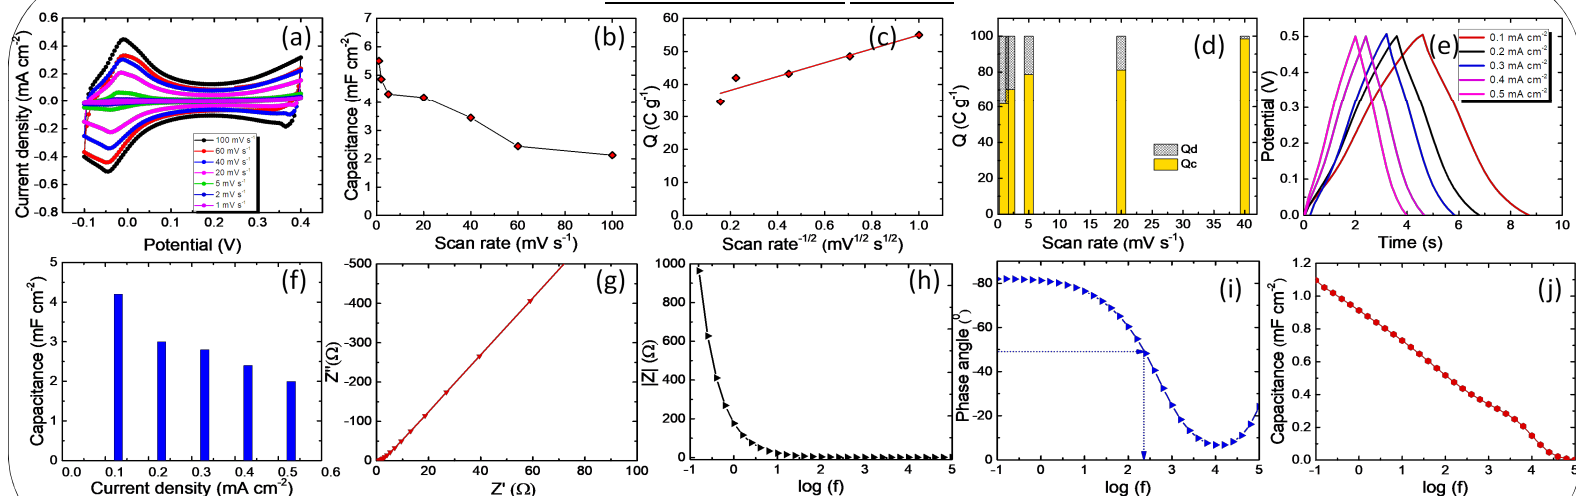 (a)
Current density (mA cm-2)
0.6
0.4
0.2
0.0
-0.2
-0.4
-0.6
-0.8
-0.1 0.0 0.1 0.2 0.3 0.4
Potential (V)
100 mV s-1
60 mV s-1
40 mV s-1
20 mV s-1
5 mV s-1
2 mV s-1
1 mV s-1
(b)
Capacitance (mF cm-2)
7
6
5
4
3
2
1
0
0 20 40 60 80 100
Scan rate (mV s-1)
(c)
Q (C g-1)
60
50
40
30
20
10
0
0.0 0.2 0.4 0.6 0.8 1.0
Scan rate-1/2 (mV1/2 s1/2)
(d)
Q (C g-1)
100
80
60
40
20
0
0 5 10 15 20 25 30 35 40
Scan rate (mV s-1)
Qd
Qc
(e)
Potential (V)
0.5
0.4
0.3
0.2
0.1
0.0
0 2 4 6 8 10
Time (s)
0.1 mA cm-2
0.2 mA cm-2
0.3 mA cm-2
0.4 mA cm-2
0.5 mA cm-2
(f)
Capacitance (mF cm-2)
5
4
3
2
1
0
0.0 0.1 0.2 0.3 0.4 0.5 0.6
Current density (mA cm-2)
(g)
Z"(Ω)
-500
-400
-300
-200
-100
0
0 20 40 60 80 100
Z' (Ω)
(h)
|Z| (Ω)
1000
800
600
400
200
0
-1 0 1 2 3 4 5
log (f)
(i)
Phase angle (°)
-80
-60
-40
-20
0
-1 0 1 2 3 4 5
log (f)
(j)
Capacitance (mF cm-2)
1.2
1.0
0.8
0.6
0.4
0.2
0.0
-1 0 1 2 3 4 5
log (f)